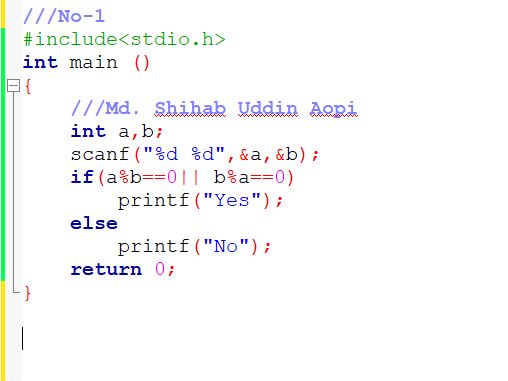 ///No-1
#include<stdio.h>
int main ()
{
    ///Md. Shihab Uddin Aopi
    int a,b;
    scanf("%d %d",&a,&b);
    if(a%b==0|| b%a==0)
        printf("Yes");
    else
        printf("No");
    return 0;
}